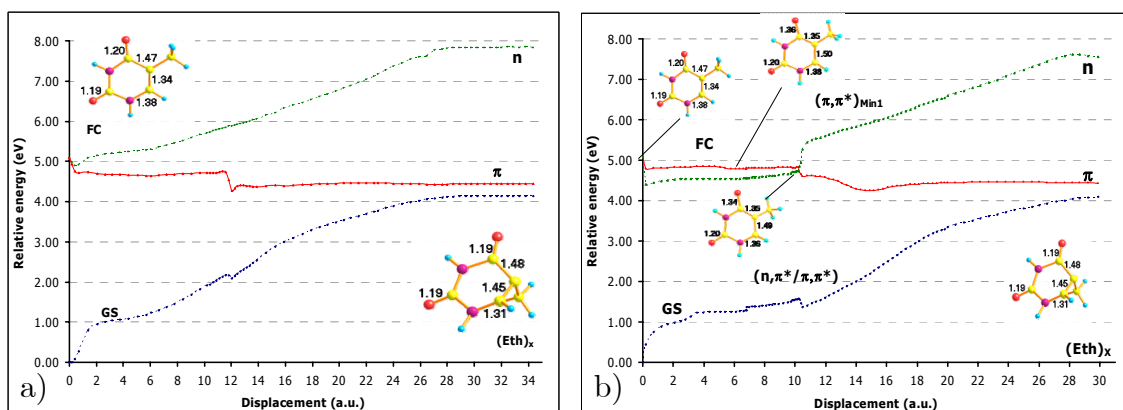 8.00
7.00
6.00
5.00
4.00
3.00
2.00
1.00
0.00
Relative energy (eV)
1.20
1.47
1.34
1.19
1.38
FC
n
π
GS
1.19
1.48
1.19
1.45
1.31
(Eth)x
0 2 4 6 8 10 12 14 16 18 20 22 24 26 28 30 32 34
Displacement (a.u.)
a)
8.00
7.00
6.00
5.00
4.00
3.00
2.00
1.00
0.00
Relative energy (eV)
1.36
1.35
1.50
1.20
1.38
1.20
1.47
1.34
1.19
1.38
(π,π*)Min1
n
FC
π
1.34
1.35
1.49
1.20
1.36
(n,π*/π,π*)
GS
1.19
1.48
1.19
1.45
1.31
(Eth)x
0 2 4 6 8 10 12 14 16 18 20 22 24 26 28 30
Displacement (a.u.)
b)